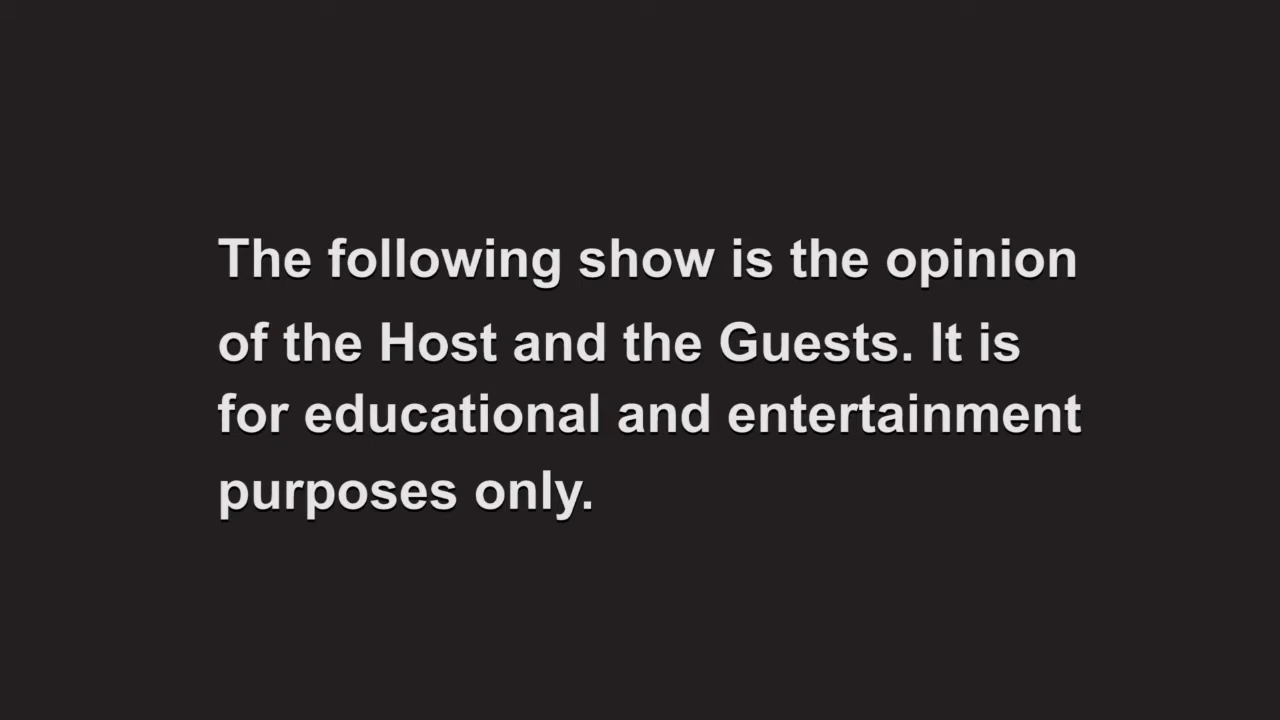 The following show is the opinion
of the Host and the Guests. It is
for educational and entertainment
purposes only.